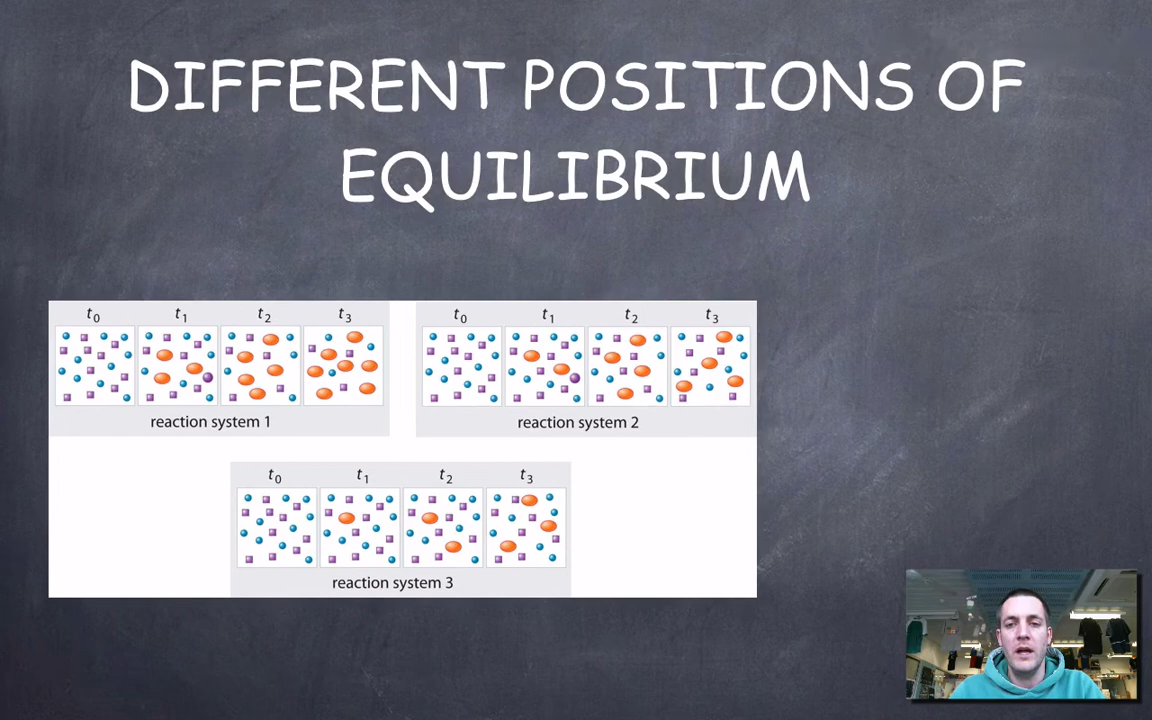 DIFFERENT POSITIONS OF
EQUILIBRIUM
t0 t1 t2 t3
reaction system 1
t0 t1 t2 t3
reaction system 2
t0 t1 t2 t3
reaction system 3